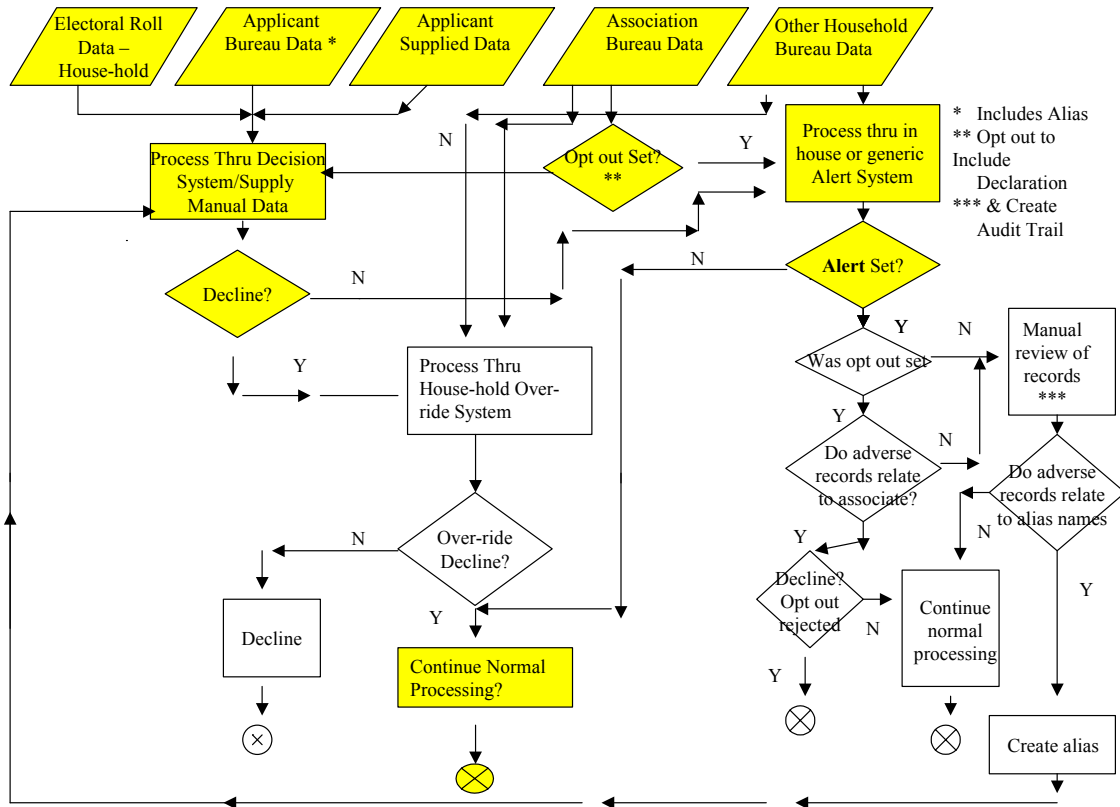 Electoral Roll
Data –
House-hold
Applicant
Bureau Data *
Applicant
Supplied Data
Association
Bureau Data
Other Household
Bureau Data
* Includes Alias
** Opt out to
Include
Declaration
*** & Create
Audit Trail
N
Process Thru Decision
System/Supply
Manual Data
Opt out Set?
**
Y
Process thru in
house or generic
Alert System
Decline?
N
N
Alert Set?
Y
Process Thru
House-hold Over-
ride System
Y
Was opt out set
N
Manual
review of
records
***
Y
Do adverse
records relate
to associate?
N
Do adverse
records relate
to alias names
N
Over-ride
Decline?
N
Y
Decline?
Opt out
rejected
N
Y
Decline
Y
Continue
normal
processing
Continue Normal
Processing?
Y
Create alias